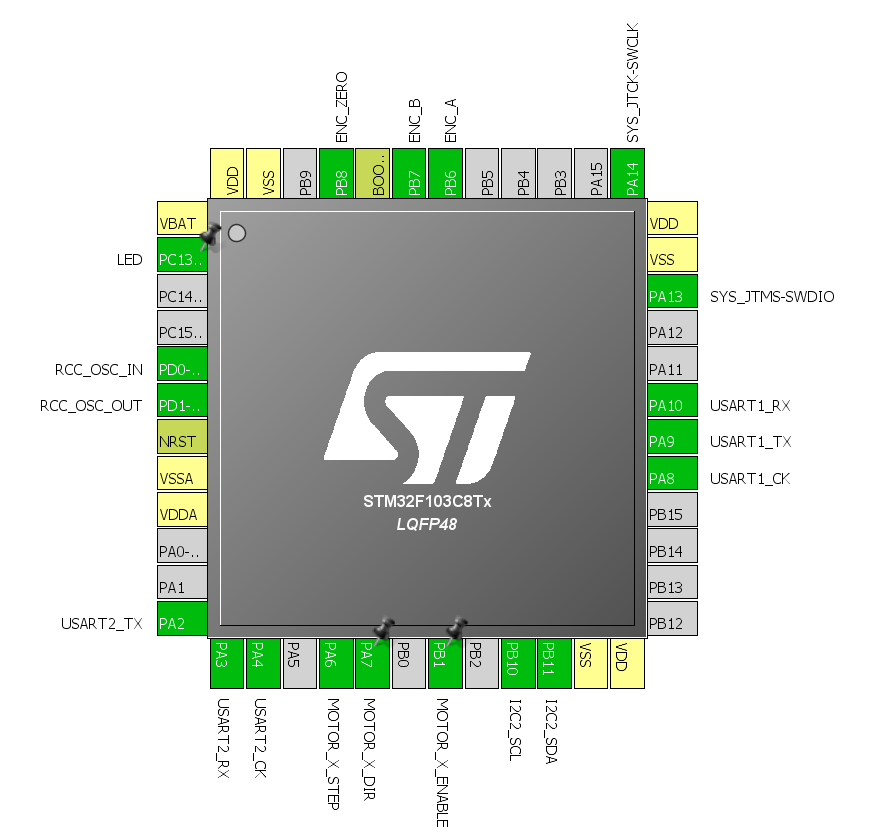 SYS_JTCK-SWCLK
ENC_ZERO
ENC_B
ENC_A
VDD
VSS
PB9
PB8
BOO..
PB7
PB6
PB5
PB4
PB3
PA15
PA14
VBAT
LED PC13..
PC14..
PC15..
RCC_OSC_IN PD0-..
RCC_OSC_OUT PD1-..
NRST
VSSA
VDDA
PA0-..
PA1
USART2_TX PA2
ST
STM32F103C8Tx
LQFP48
VDD
VSS
PA13 SYS_JTMS-SWDIO
PA12
PA11
PA10 USART1_RX
PA9 USART1_TX
PA8 USART1_CK
PB15
PB14
PB13
PB12
PA3
PA4
PA5
PA6
PA7
PB0
PB1
PB2
PB10
PB11
VSS
VDD
USART2_RX
USART2_CK
MOTOR_X_STEP
MOTOR_X_DIR
MOTOR_X_ENABLE
I2C2_SCL
I2C2_SDA